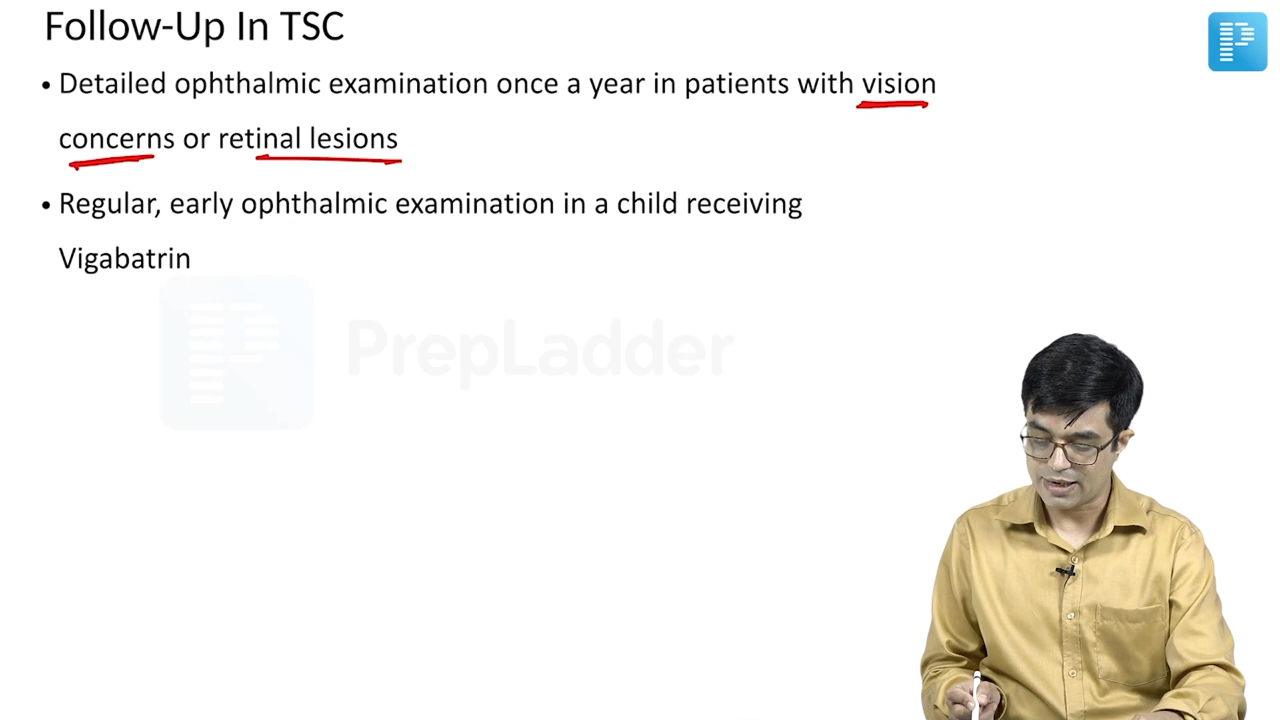 Follow-Up In TSC
• Detailed ophthalmic examination once a year in patients with vision
concerns or retinal lesions
• Regular, early ophthalmic examination in a child receiving
Vigabatrin
PrepLadder